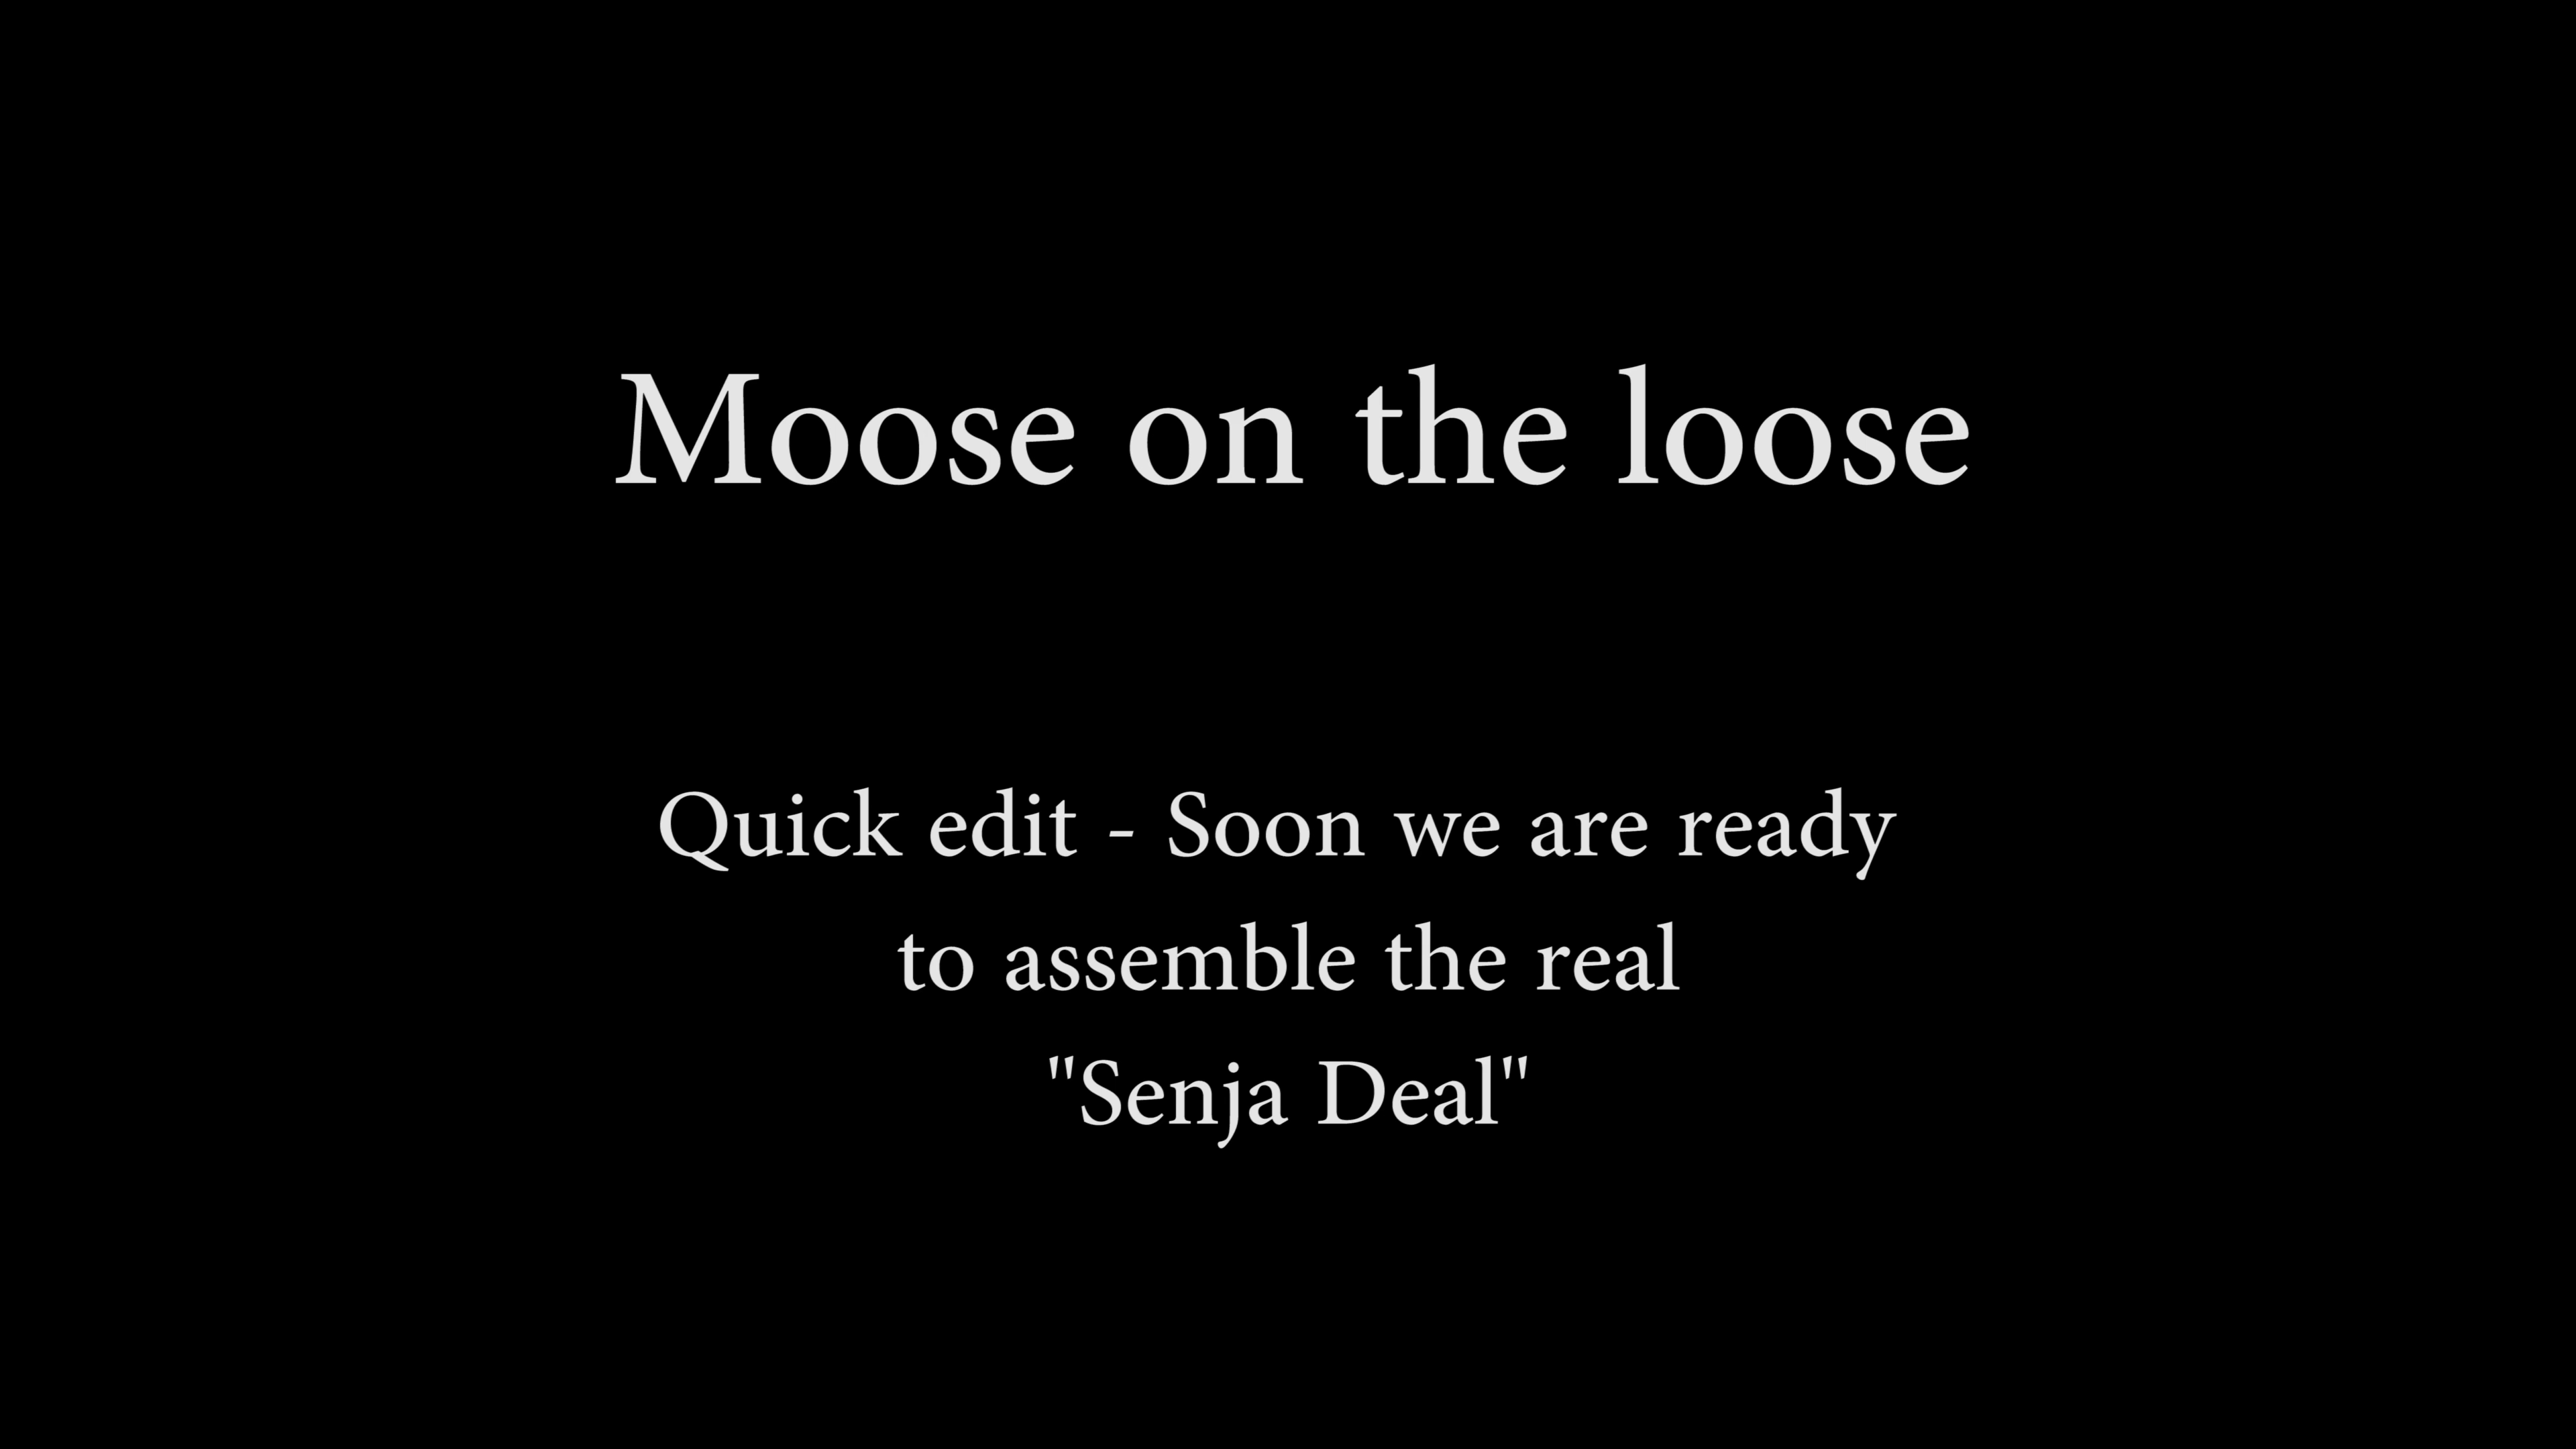 Moose on the loose
Quick edit - Soon we are ready
to assemble the real
"Senja Deal"